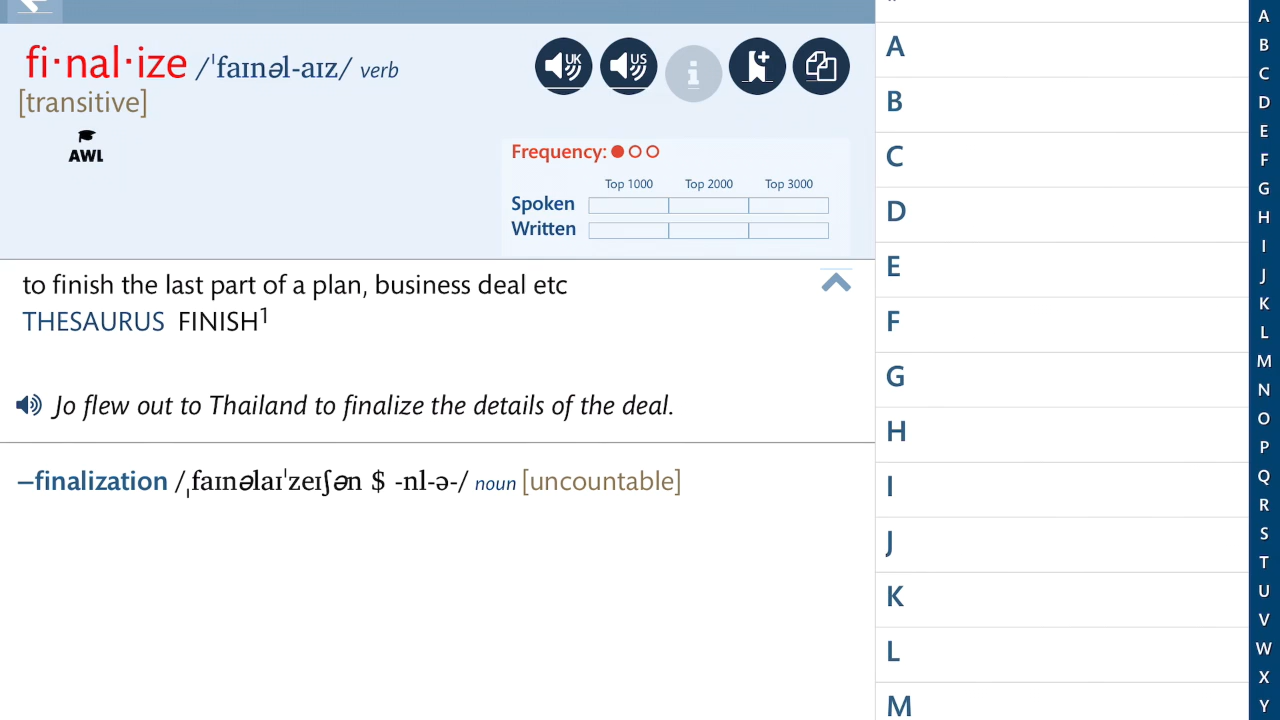 fi·nal·ize /ˈfaɪnəl-aɪz/ verb
[transitive]
AWL
UK
US
i
Frequency:
Top 1000 Top 2000 Top 3000
Spoken
Written
to finish the last part of a plan, business deal etc
THESAURUS FINISH¹
Jo flew out to Thailand to finalize the details of the deal.
–finalization /ˌfaɪnəlaɪˈzeɪʃən $ -nl-ə-/ noun [uncountable]
A
B
C
D
E
F
G
H
I
J
K
L
M
A
B
C
D
E
F
G
H
I
J
K
L
M
N
O
P
Q
R
S
T
U
V
W
X
Y